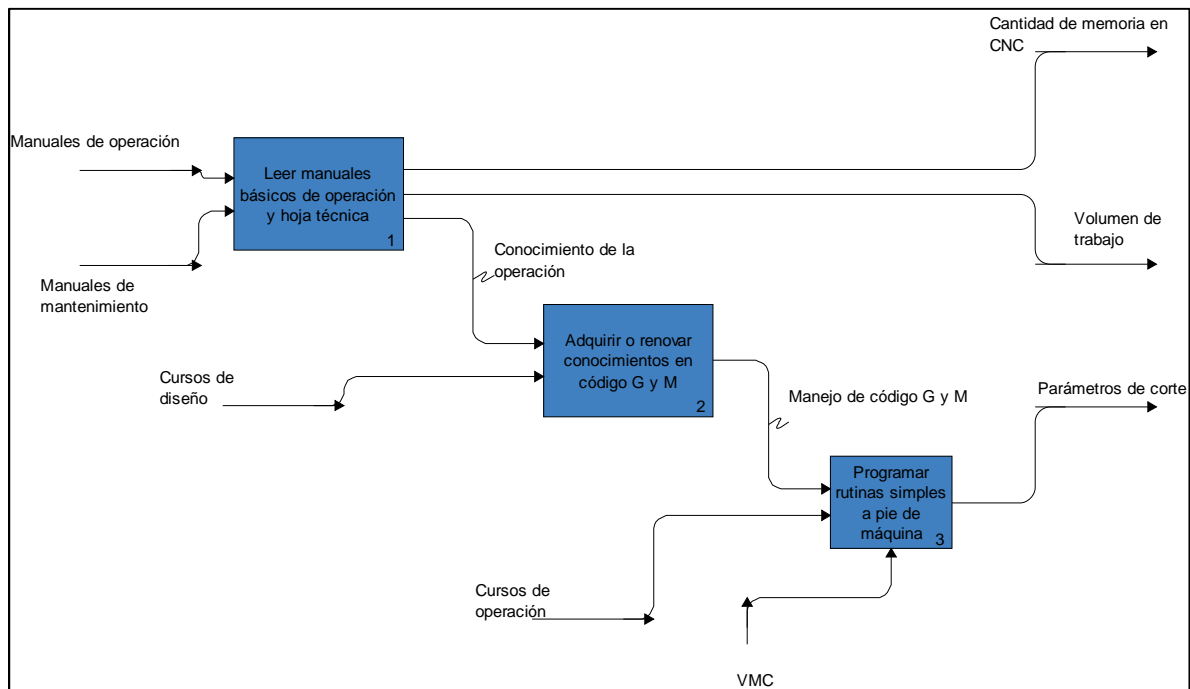 Cantidad de memoria en
CNC
Manuales de operación
Leer manuales
básicos de operación
y hoja técnica
1
Volumen de
trabajo
Conocimiento de la
operación
Manuales de
mantenimiento
Adquirir o renovar
conocimientos en
código G y M
2
Cursos de
diseño
Manejo de código G y M
Parámetros de corte
Programar
rutinas simples
a pie de
máquina
3
Cursos de
operación
VMC